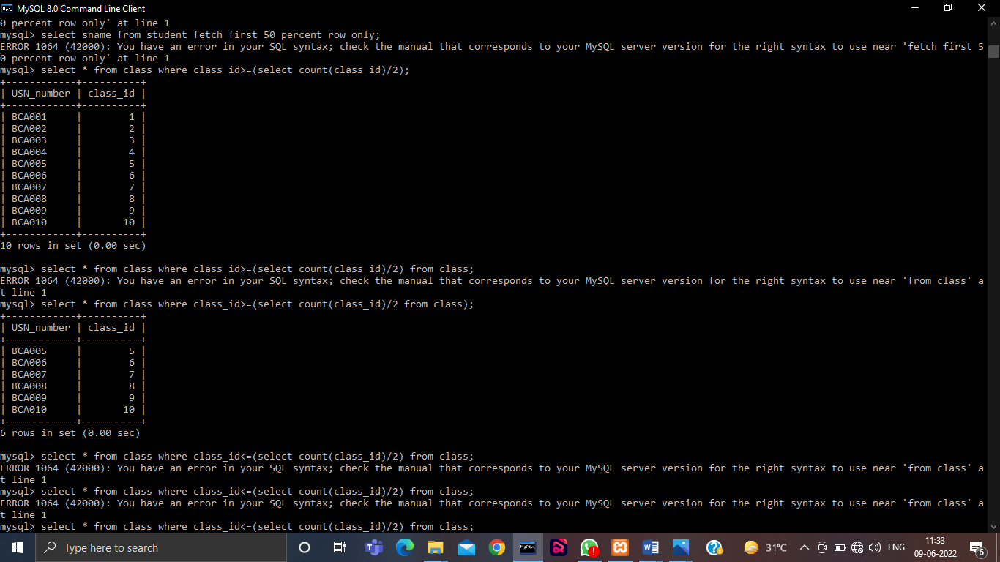 MySQL 8.0 Command Line Client
0 percent row only' at line 1
mysql> select sname from student fetch first 50 percent row only;
ERROR 1064 (42000): You have an error in your SQL syntax; check the manual that corresponds to your MySQL server version for the right syntax to use near 'fetch first 5
0 percent row only' at line 1
mysql> select * from class where class_id>=(select count(class_id)/2);
+------------+----------+
| USN_number | class_id |
+------------+----------+
| BCA001     |        1 |
| BCA002     |        2 |
| BCA003     |        3 |
| BCA004     |        4 |
| BCA005     |        5 |
| BCA006     |        6 |
| BCA007     |        7 |
| BCA008     |        8 |
| BCA009     |        9 |
| BCA010     |       10 |
+------------+----------+
10 rows in set (0.00 sec)
mysql> select * from class where class_id>=(select count(class_id)/2) from class;
ERROR 1064 (42000): You have an error in your SQL syntax; check the manual that corresponds to your MySQL server version for the right syntax to use near 'from class' a
t line 1
mysql> select * from class where class_id>=(select count(class_id)/2 from class);
+------------+----------+
| USN_number | class_id |
+------------+----------+
| BCA005     |        5 |
| BCA006     |        6 |
| BCA007     |        7 |
| BCA008     |        8 |
| BCA009     |        9 |
| BCA010     |       10 |
+------------+----------+
6 rows in set (0.00 sec)
mysql> select * from class where class_id<=(select count(class_id)/2) from class;
ERROR 1064 (42000): You have an error in your SQL syntax; check the manual that corresponds to your MySQL server version for the right syntax to use near 'from class' a
t line 1
mysql> select * from class where class_id<=(select count(class_id)/2) from class;
ERROR 1064 (42000): You have an error in your SQL syntax; check the manual that corresponds to your MySQL server version for the right syntax to use near 'from class' a
t line 1
mysql> select * from class where class_id<=(select count(class_id)/2) from class;
Type here to search
31°C
ENG
11:33
09-06-2022
6